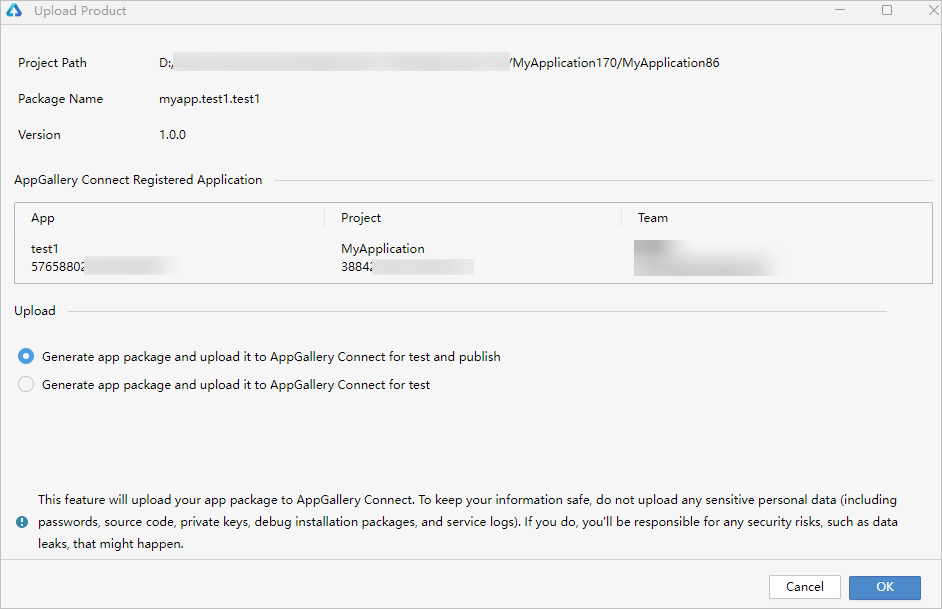 Upload Product
Project Path D:/ /MyApplication170/MyApplication86
Package Name myapp.test1.test1
Version 1.0.0
AppGallery Connect Registered Application
App Project Team
test1 MyApplication
57658802 38842
Upload
Generate app package and upload it to AppGallery Connect for test and publish
Generate app package and upload it to AppGallery Connect for test
This feature will upload your app package to AppGallery Connect. To keep your information safe, do not upload any sensitive personal data (including
passwords, source code, private keys, debug installation packages, and service logs). If you do, you'll be responsible for any security risks, such as data
leaks, that might happen.
Cancel OK